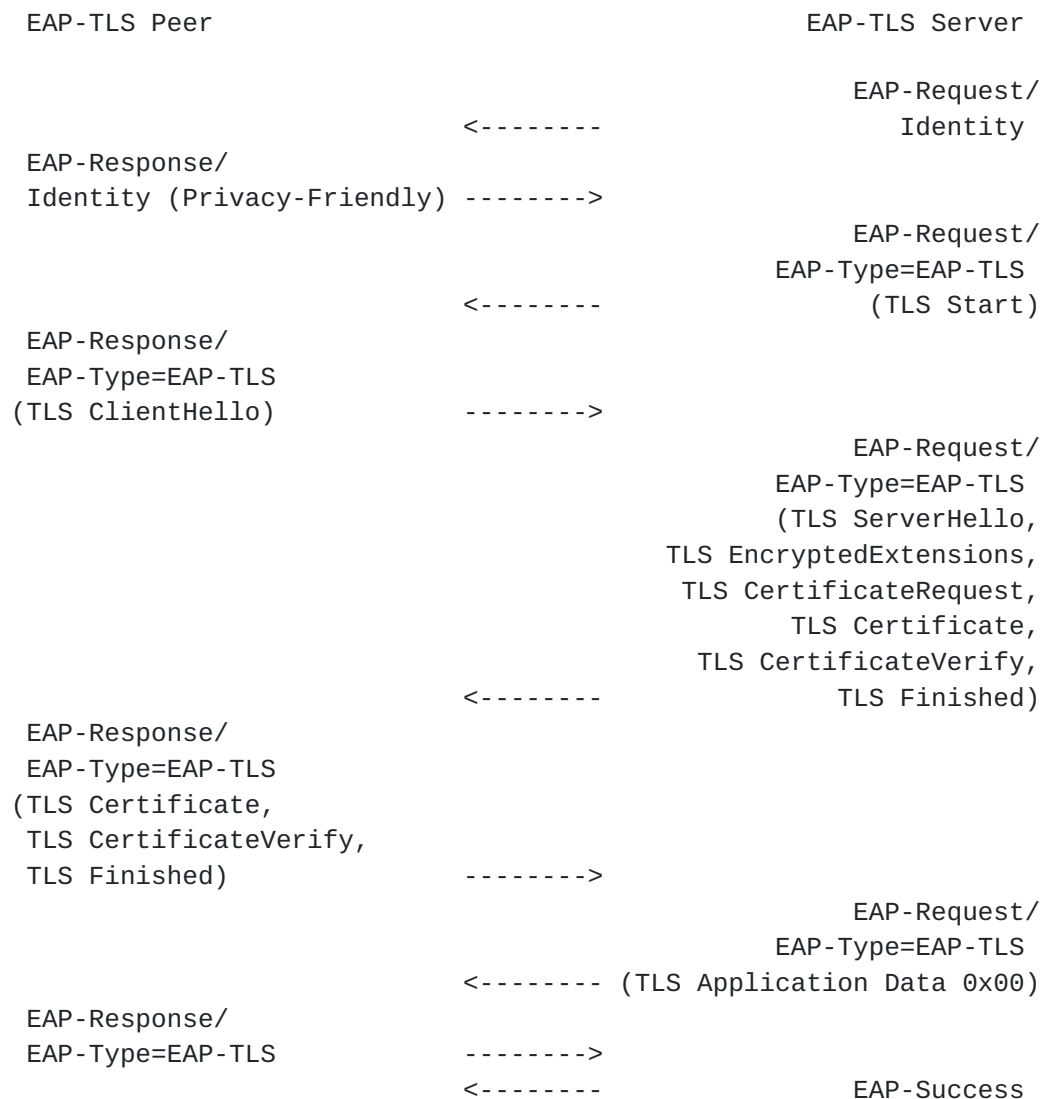 EAP-TLS Peer                                      EAP-TLS Server

                                                     EAP-Request/
                            <--------                   Identity
EAP-Response/
Identity (Privacy-Friendly) -------->
                                                     EAP-Request/
                                                EAP-Type=EAP-TLS
                            <--------                 (TLS Start)
EAP-Response/
EAP-Type=EAP-TLS
(TLS ClientHello)           -------->
                                                     EAP-Request/
                                                EAP-Type=EAP-TLS
                                                (TLS ServerHello,
                                         TLS EncryptedExtensions,
                                          TLS CertificateRequest,
                                                 TLS Certificate,
                                           TLS CertificateVerify,
                            <--------               TLS Finished)
EAP-Response/
EAP-Type=EAP-TLS
(TLS Certificate,
TLS CertificateVerify,
TLS Finished)               -------->
                                                     EAP-Request/
                                                EAP-Type=EAP-TLS
                            <-------- (TLS Application Data 0x00)
EAP-Response/
EAP-Type=EAP-TLS            -------->
                            <--------                EAP-Success